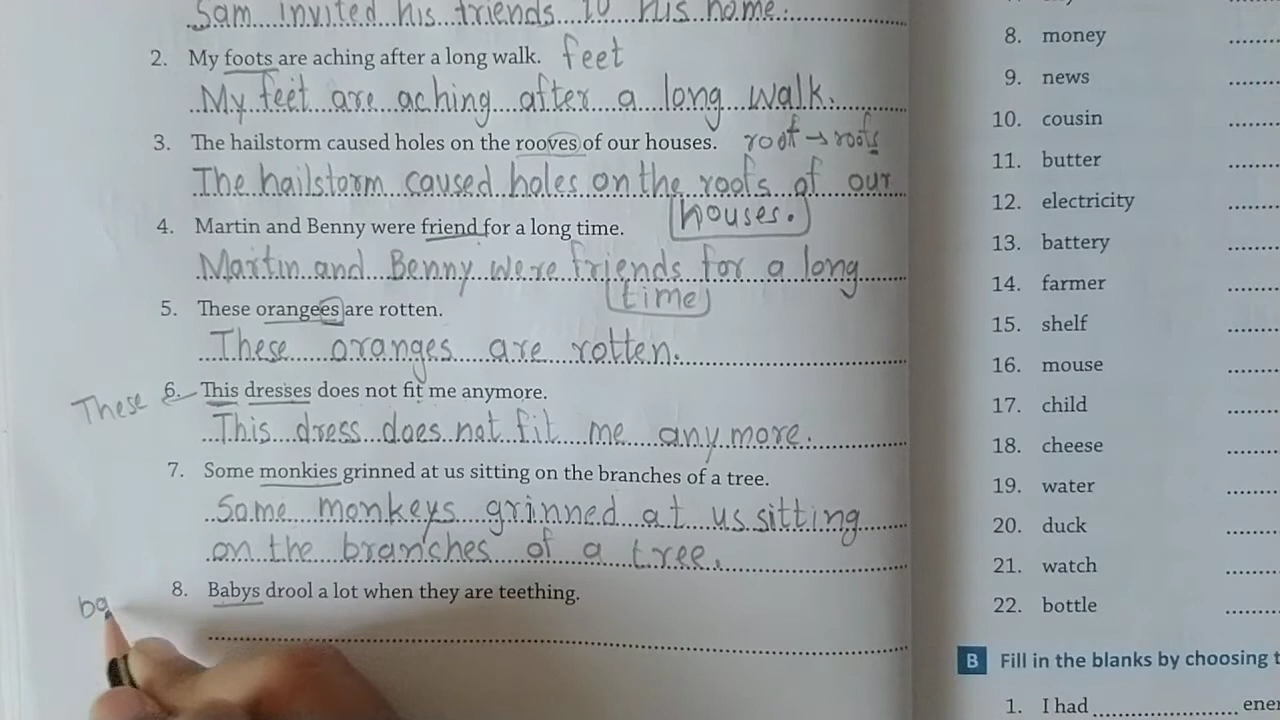 Sam invited his friends to his home.
2. My foots are aching after a long walk. feet
My feet are aching after a long walk.
3. The hailstorm caused holes on the rooves of our houses. roof → roofs
The hailstorm caused holes on the roofs of our
houses.
4. Martin and Benny were friend for a long time.
Martin and Benny were friends for a long
time
5. These orangees are rotten.
These oranges are rotten.
These 6. This dresses does not fit me anymore.
This dress does not fit me anymore.
7. Some monkies grinned at us sitting on the branches of a tree.
Some monkeys grinned at us sitting
on the branches of a tree.
8. Babys drool a lot when they are teething.
ba
8. money
9. news
10. cousin
11. butter
12. electricity
13. battery
14. farmer
15. shelf
16. mouse
17. child
18. cheese
19. water
20. duck
21. watch
22. bottle
B Fill in the blanks by choosing
1. I had